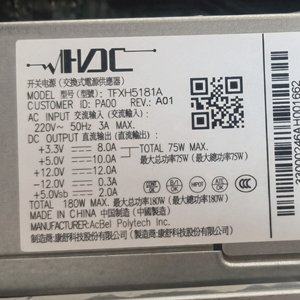 HDC
开关电源 (交换式電源供應器)
MODEL 型号(型號): TFXH5181A
CUSTOMER ID: PA00 REV.: A01
AC INPUT 交流输入(交流輸入):
220V~ 50Hz 3A MAX.
DC OUTPUT 直流输出(直流輸出):
+3.3V 8.0A TOTAL 75W MAX.
+5.0V 10.0A 最大总功率75W (最大總功率75W)
+12.0V 14.0A
-12.0V 0.3A
+5.0Vsb 2.0A
TOTAL 180W MAX. 最大总功率180W (最大總功率180W)
MADE IN CHINA 中国制造 (中國製造)
MANUFACTURER: AcBel Polytech Inc.
制造商:康舒科技股份有限公司(製造商:康舒科技股份有限公司)